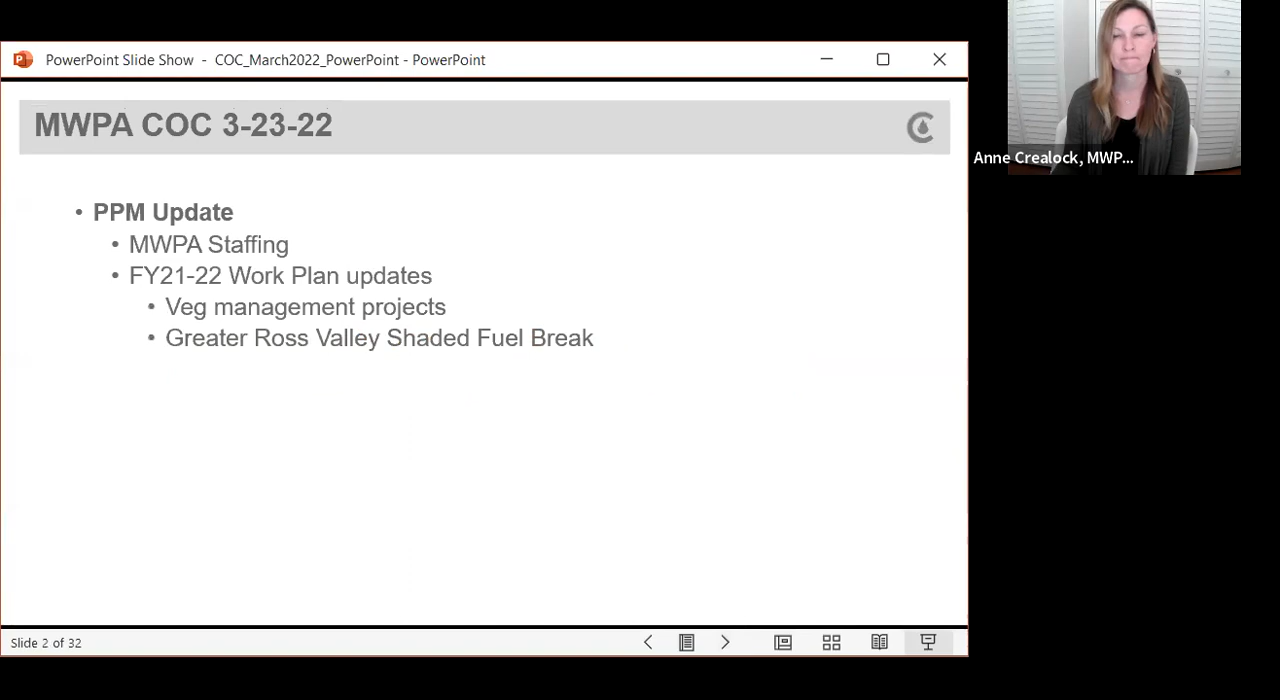 PowerPoint Slide Show - COC_March2022_PowerPoint - PowerPoint
MWPA COC 3-23-22
• PPM Update
• MWPA Staffing
• FY21-22 Work Plan updates
• Veg management projects
• Greater Ross Valley Shaded Fuel Break
Slide 2 of 32
Anne Crealock, MWP...